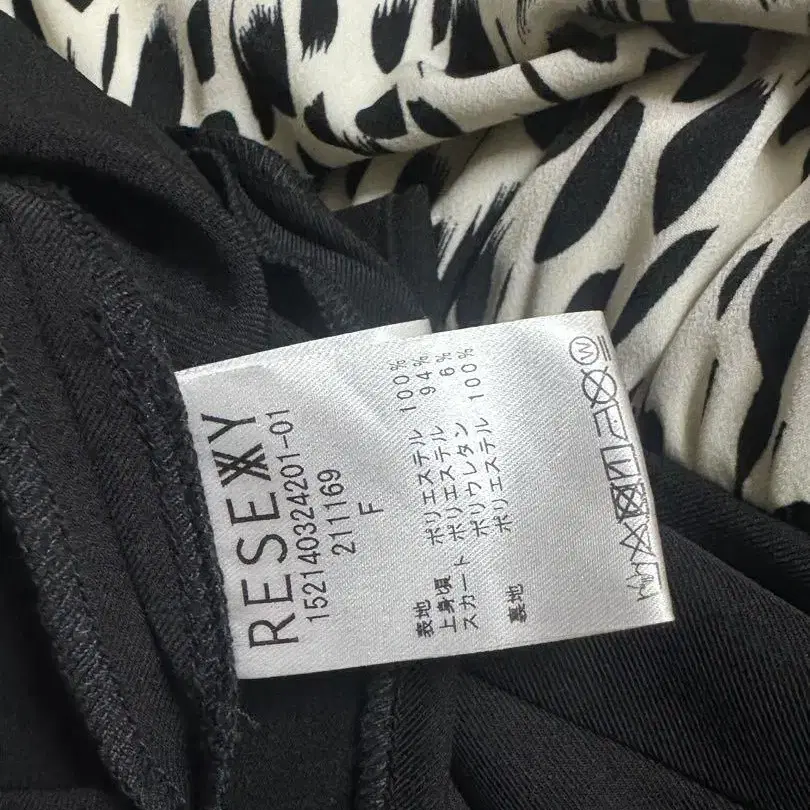 RESEXXY
152140324201-01
211169
F
表地
上身頃 ポリエステル 100%
スカート ポリエステル 94%
ポリウレタン 6%
裏地 ポリエステル 100%
W